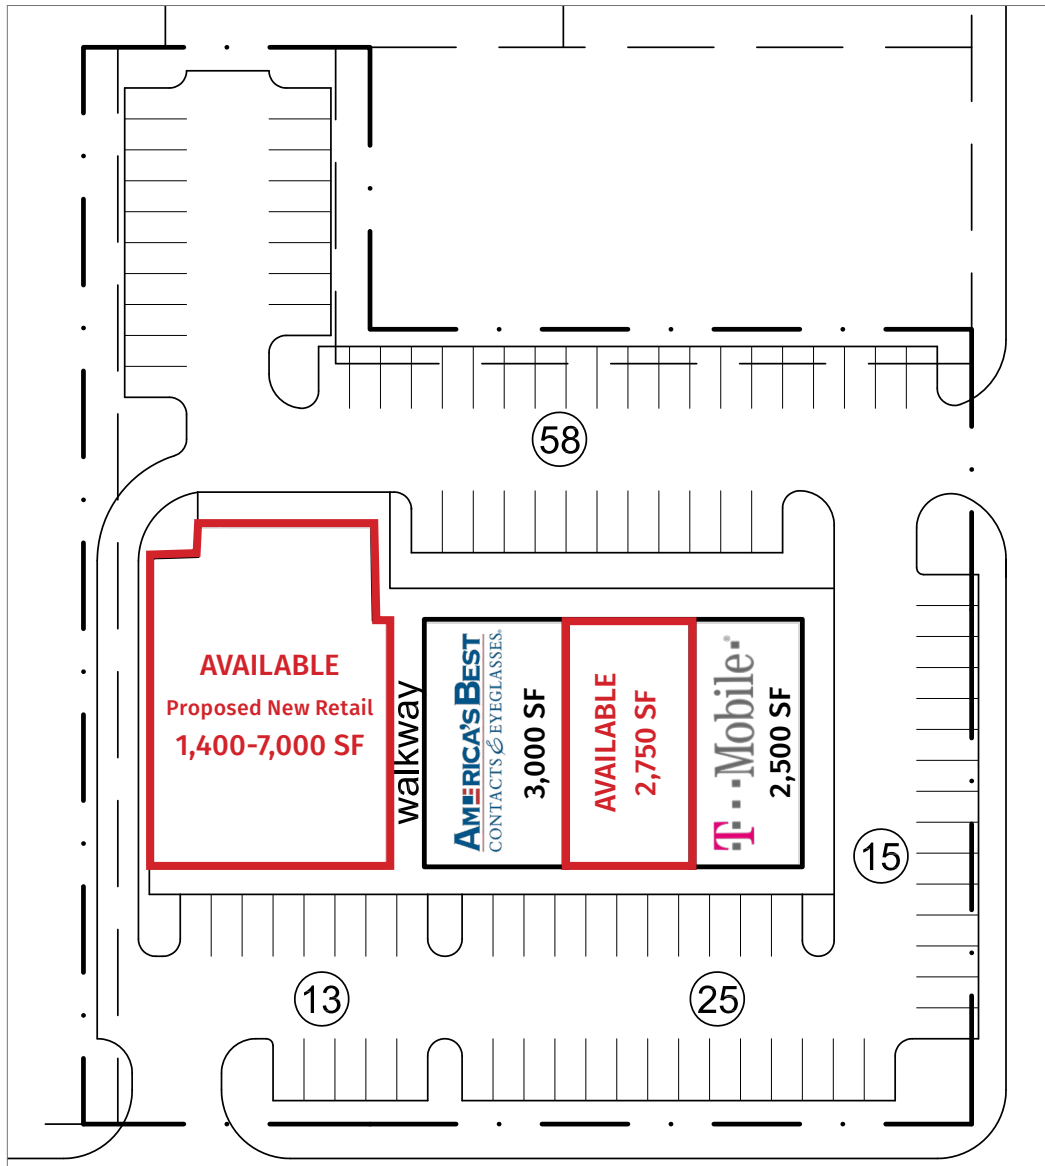 58
AVAILABLE
Proposed New Retail
1,400-7,000 SF
walkway
AMERICA'S BEST
CONTACTS & EYEGLASSES®
3,000 SF
AVAILABLE
2,750 SF
T··Mobile·®
2,500 SF
15
13
25